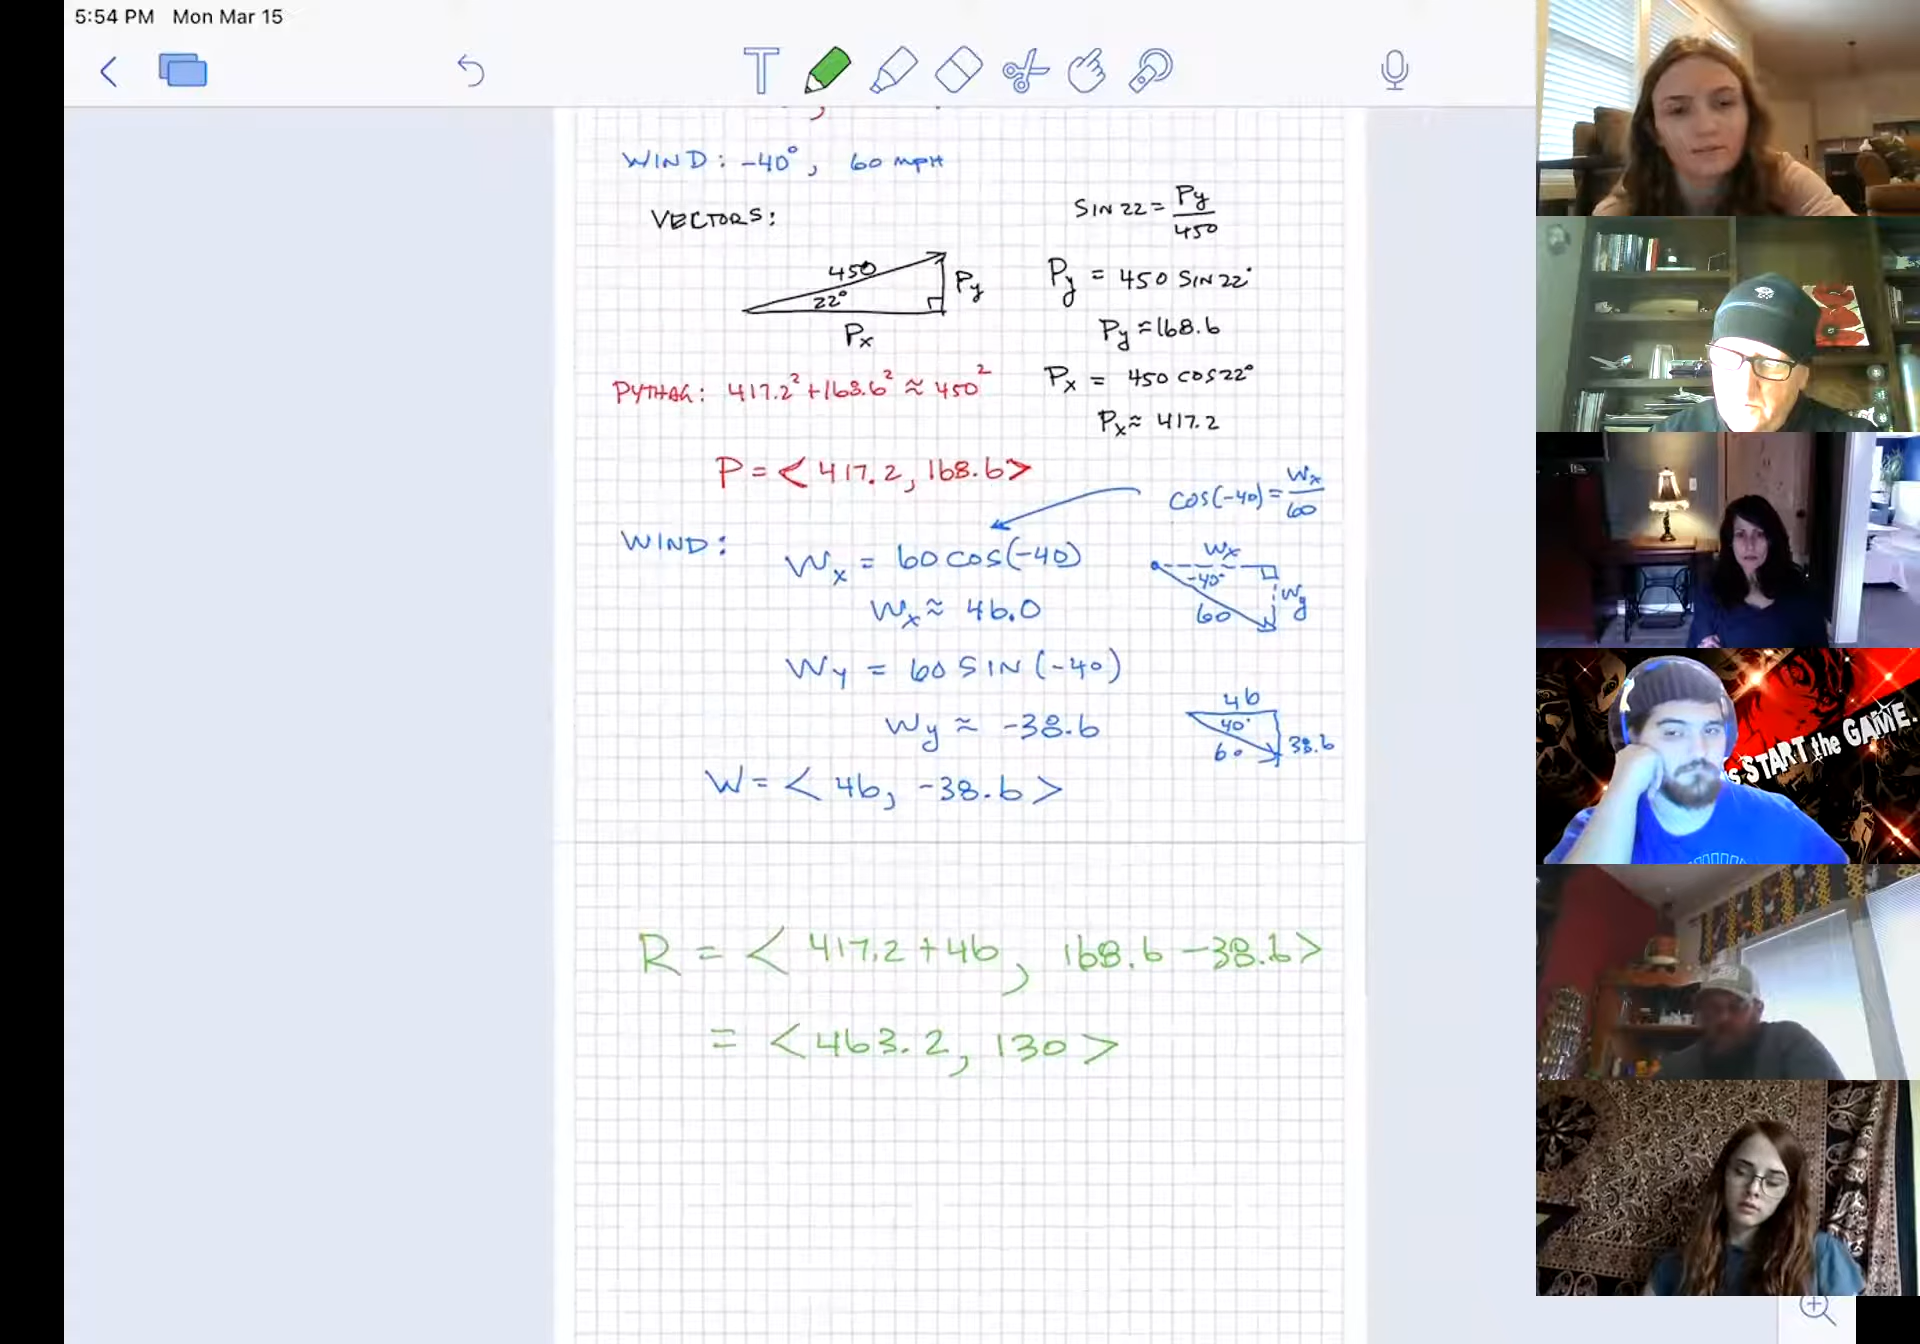 5:54 PM Mon Mar 15
T
WIND: -40°, 60 MPH
VECTORS:
SIN 22 = Py/450
450
22°
Py
Px
Py = 450 SIN 22°
Py ≈ 168.6
PYTHAG: 417.2² + 168.6² ≈ 450²
Px = 450 COS 22°
Px ≈ 417.2
P = <417.2, 168.6>
COS(-40) = Wx/60
WIND:
Wx = 60 COS(-40)
Wx
-40°
Wy
60
Wx ≈ 46.0
Wy = 60 SIN (-40)
46
40°
60
38.6
Wy ≈ -38.6
W = <46, -38.6>
R = <417.2 + 46, 168.6 - 38.6>
= <463.2, 130>
START the GAME.